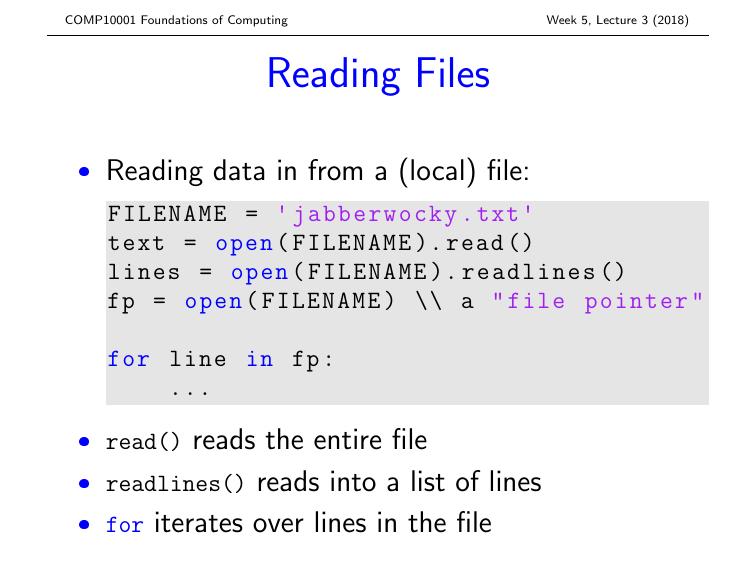 COMP10001 Foundations of Computing Week 5, Lecture 3 (2018)
Reading Files
• Reading data in from a (local) file:
FILENAME = 'jabberwocky.txt'
text = open(FILENAME).read()
lines = open(FILENAME).readlines()
fp = open(FILENAME) \\ a "file pointer"
for line in fp:
...
• read() reads the entire file
• readlines() reads into a list of lines
• for iterates over lines in the file